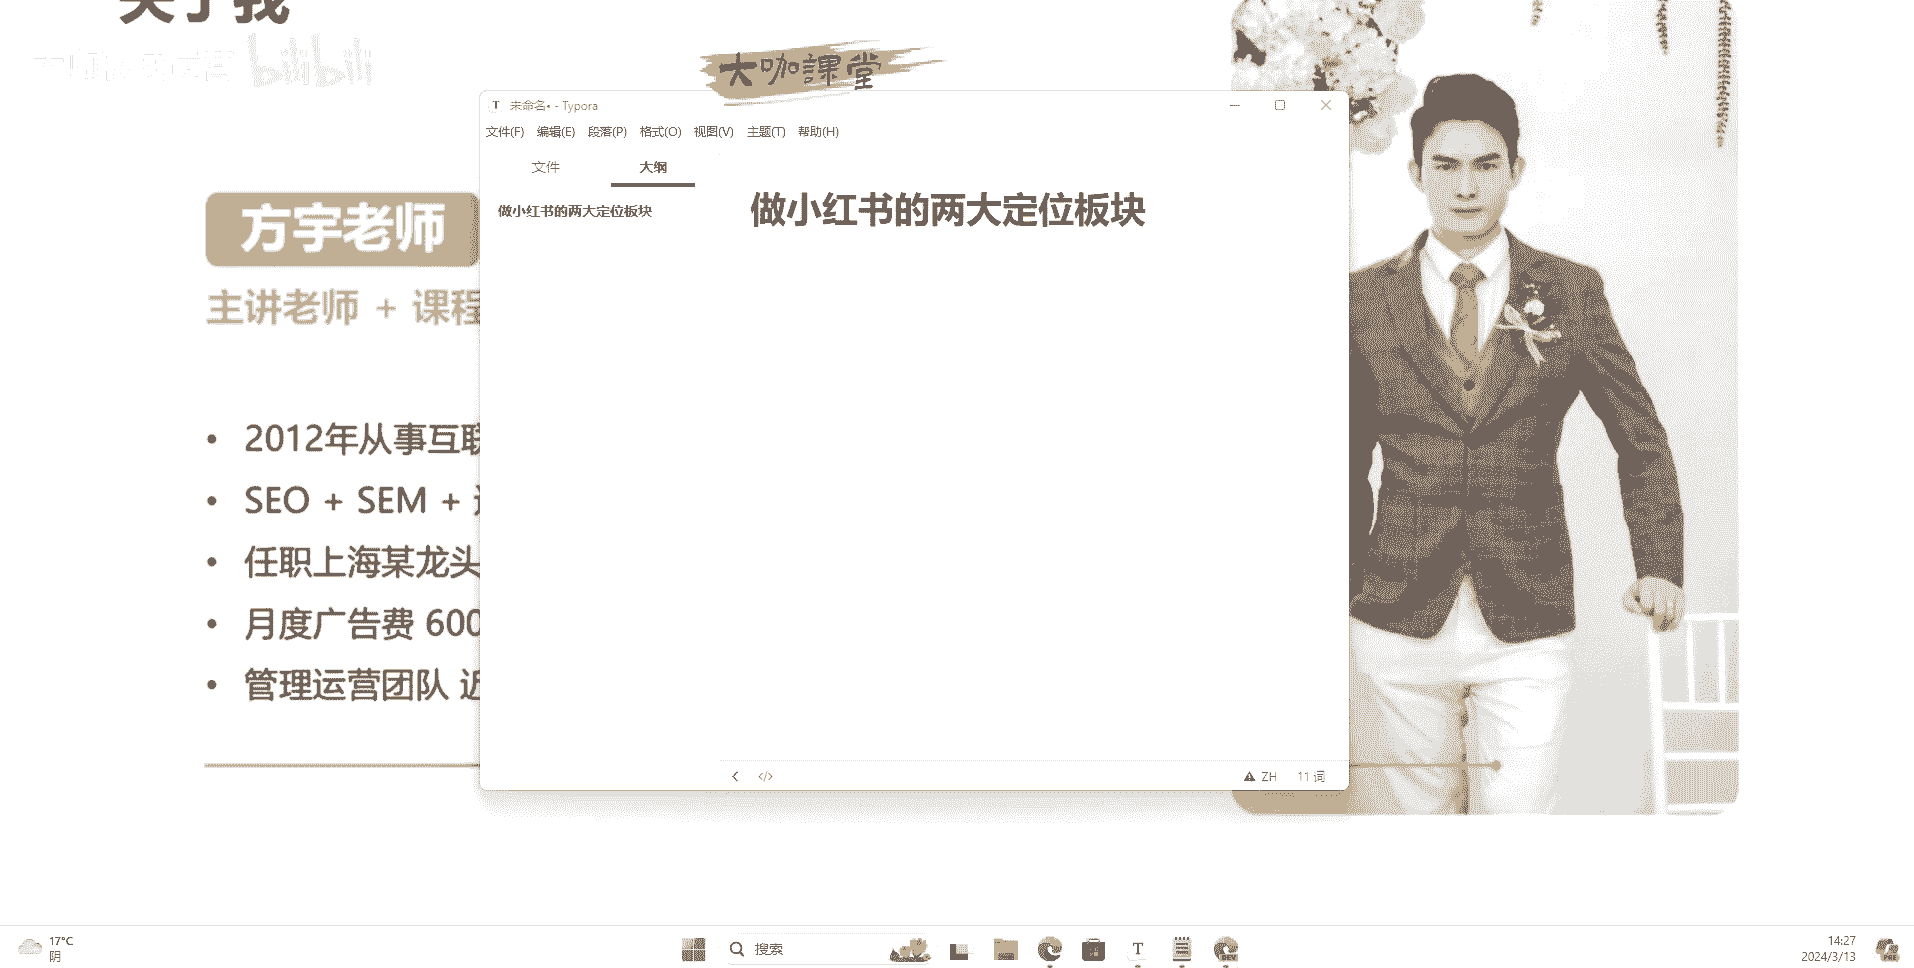 关于我
bilibili
大咖課堂
方宇老师
主讲老师 + 课程
2012年从事互联
SEO + SEM +
任职上海某龙头
月度广告费 600
管理运营团队 近
未命名• - Typora
文件(F) 编辑(E) 段落(P) 格式(O) 视图(V) 主题(T) 帮助(H)
文件 大纲
做小红书的两大定位板块
做小红书的两大定位板块
ZH 11 词
17°C
阴
搜索
T
DEV
14:27
2024/3/13
PRE